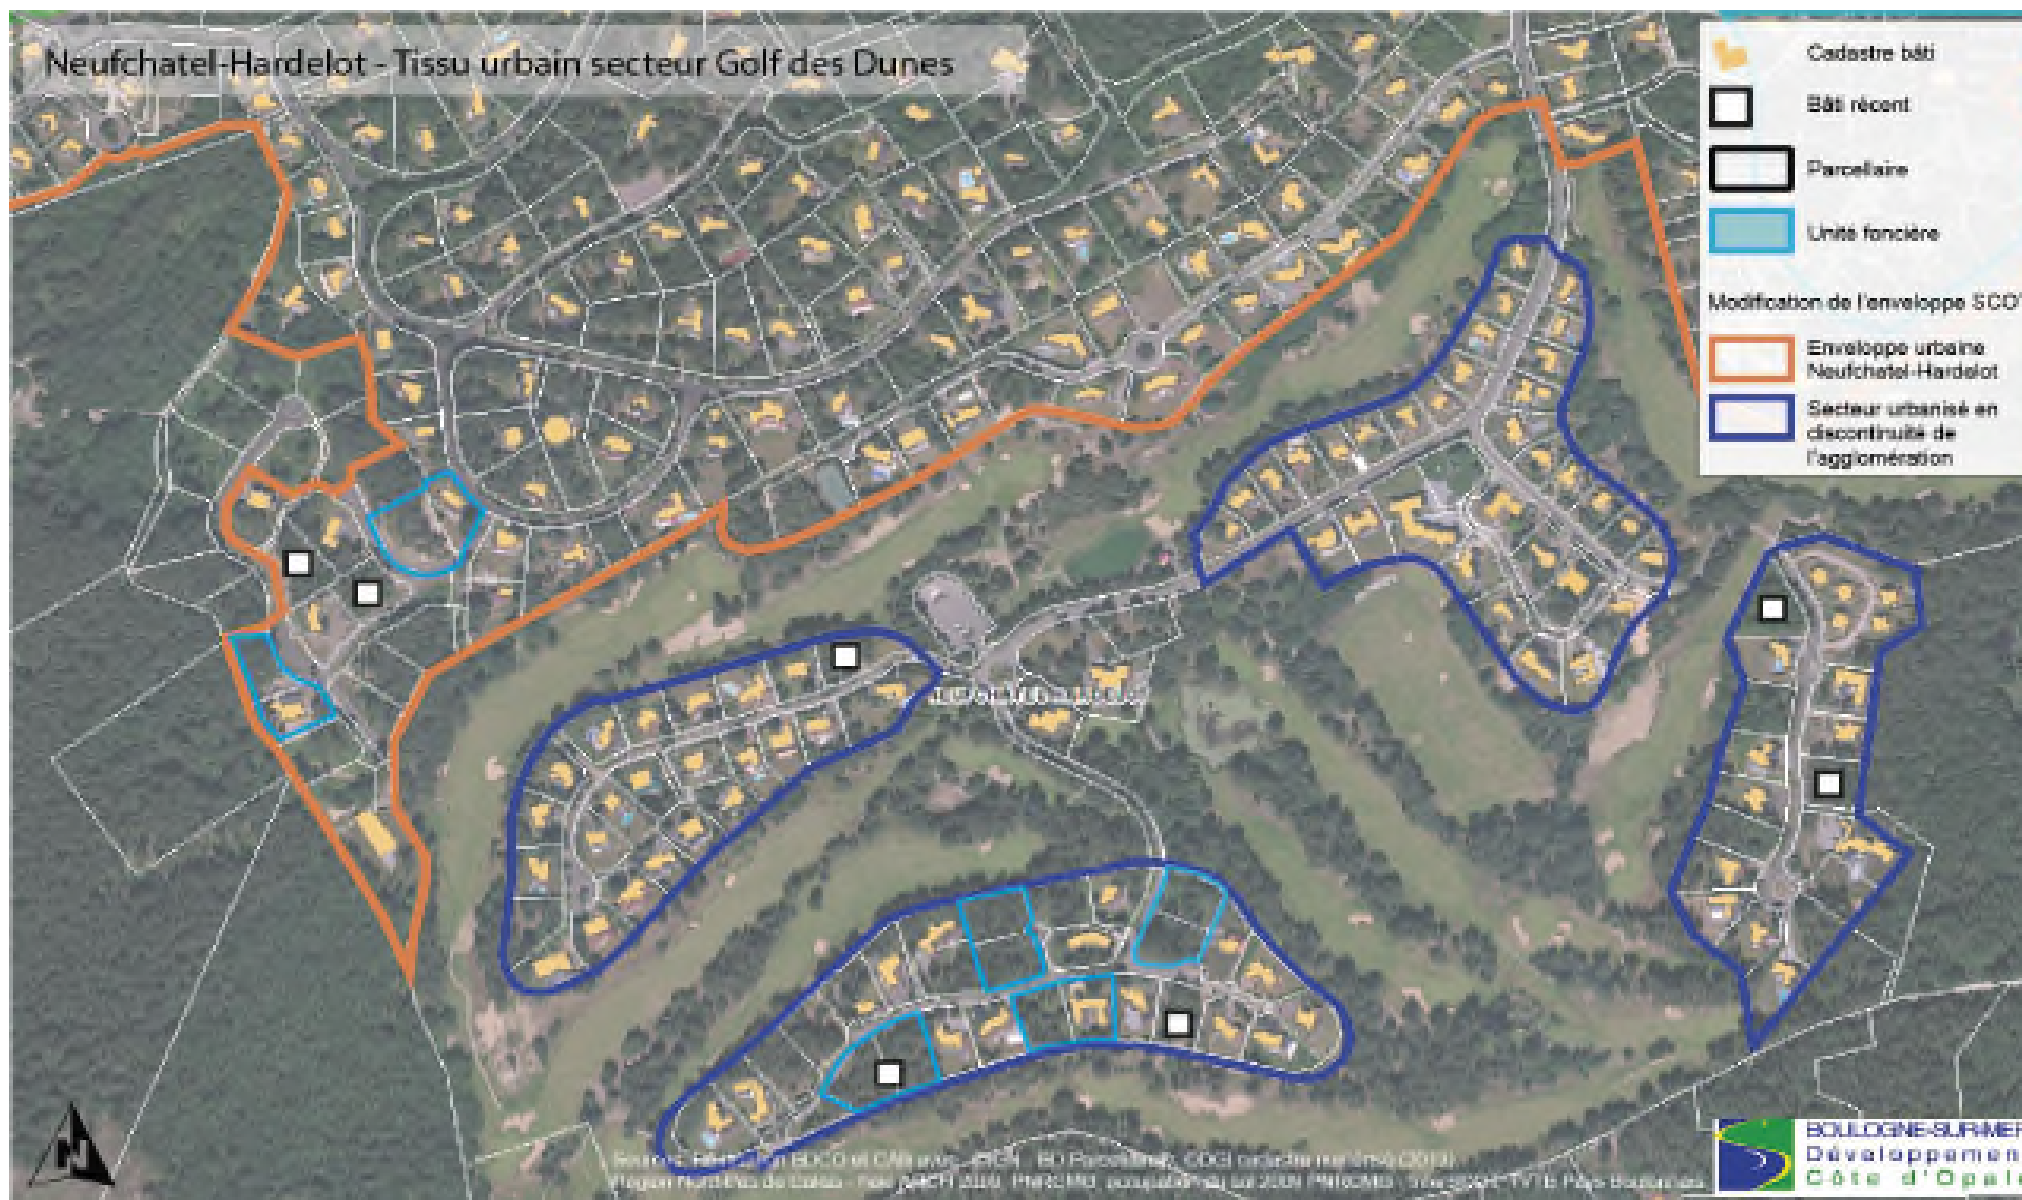 Neufchatel-Hardelot - Tissu urbain secteur Golf des Dunes
Cadastre bâti
Bâti récent
Parcellaire
Unité foncière
Modification de l'enveloppe SCOT
Enveloppe urbaine
Neufchatel-Hardelot
Secteur urbanisé en
discontinuité de
l'agglomération
N
BOULOGNE-SUR-MER
Développement
Côte d'Opale